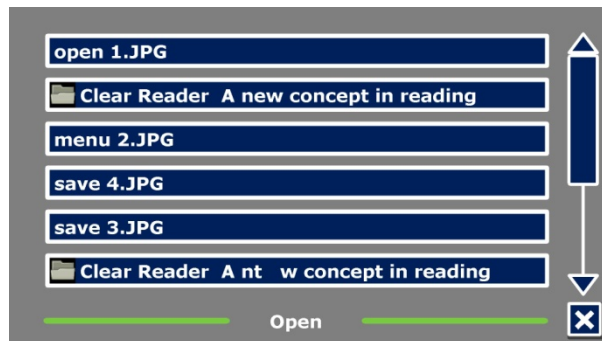 open 1.JPG
Clear Reader A new concept in reading
menu 2.JPG
save 4.JPG
save 3.JPG
Clear Reader A nt w concept in reading
Open